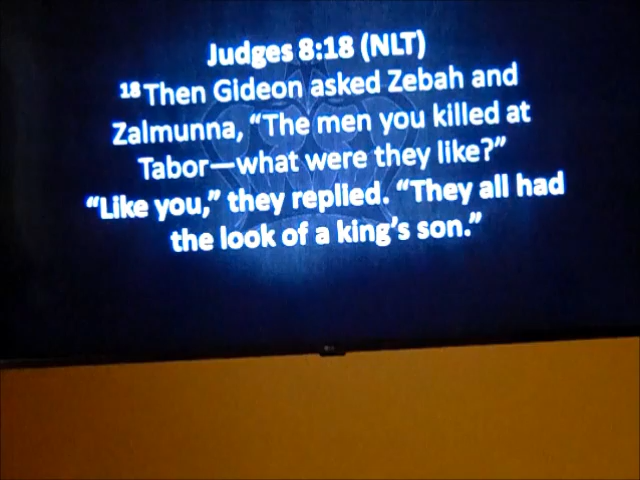 Judges 8:18 (NLT)
18 Then Gideon asked Zebah and
Zalmunna, “The men you killed at
Tabor—what were they like?”
“Like you,” they replied. “They all had
the look of a king’s son.”